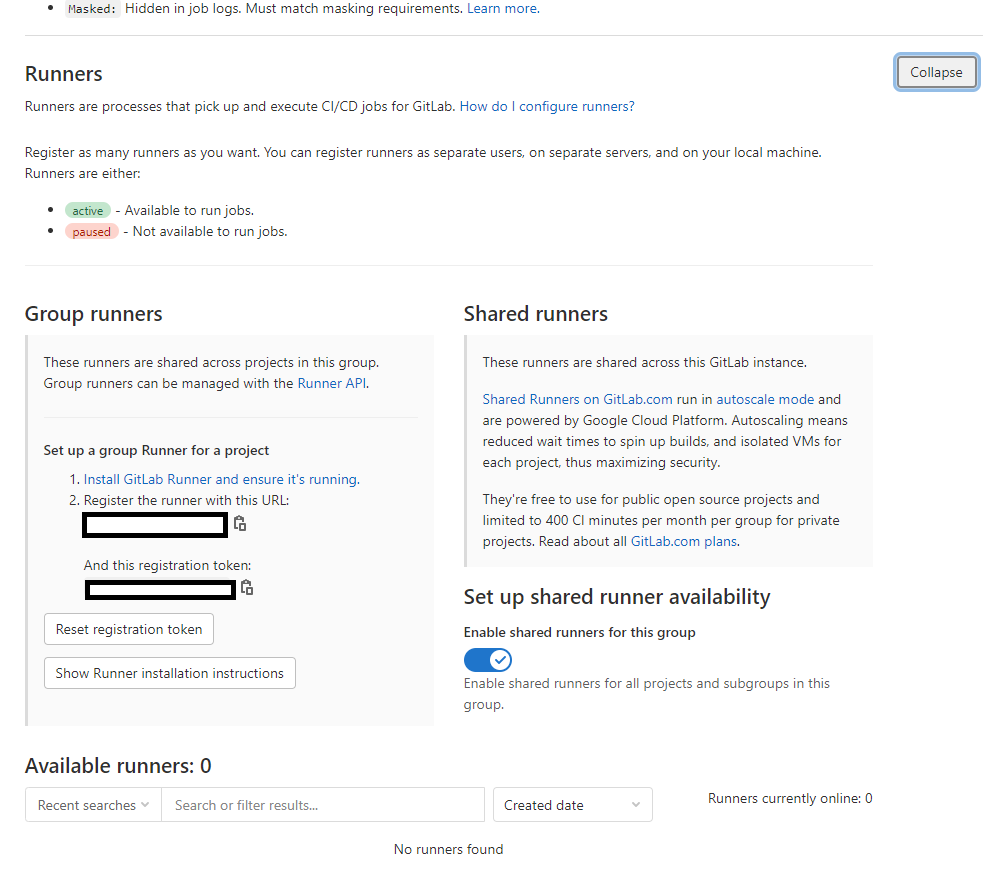 Masked: Hidden in job logs. Must match masking requirements. Learn more.
Runners
Collapse
Runners are processes that pick up and execute CI/CD jobs for GitLab. How do I configure runners?
Register as many runners as you want. You can register runners as separate users, on separate servers, and on your local machine.
Runners are either:
active - Available to run jobs.
paused - Not available to run jobs.
Group runners
These runners are shared across projects in this group.
Group runners can be managed with the Runner API.
Set up a group Runner for a project
1. Install GitLab Runner and ensure it's running.
2. Register the runner with this URL:
And this registration token:
Reset registration token
Show Runner installation instructions
Shared runners
These runners are shared across this GitLab instance.
Shared Runners on GitLab.com run in autoscale mode and
are powered by Google Cloud Platform. Autoscaling means
reduced wait times to spin up builds, and isolated VMs for
each project, thus maximizing security.
They're free to use for public open source projects and
limited to 400 CI minutes per month per group for private
projects. Read about all GitLab.com plans.
Set up shared runner availability
Enable shared runners for this group
Enable shared runners for all projects and subgroups in this
group.
Available runners: 0
Recent searches
Search or filter results...
Created date
Runners currently online: 0
No runners found